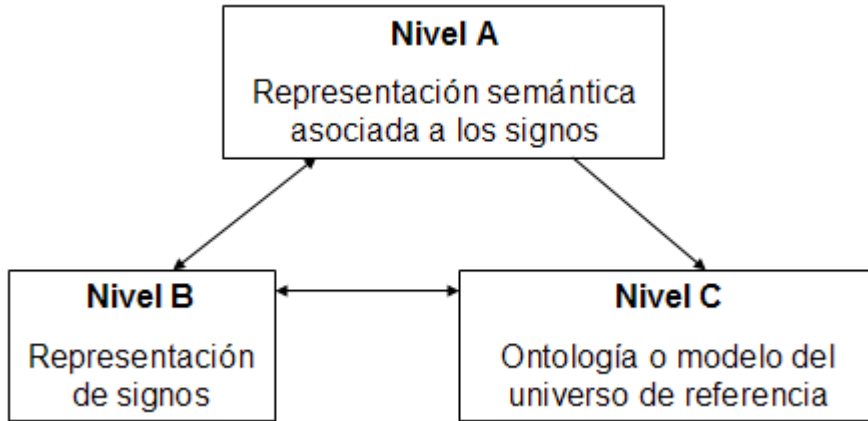 Nivel A
Representación semántica
asociada a los signos
Nivel B
Representación
de signos
Nivel C
Ontología o modelo del
universo de referencia